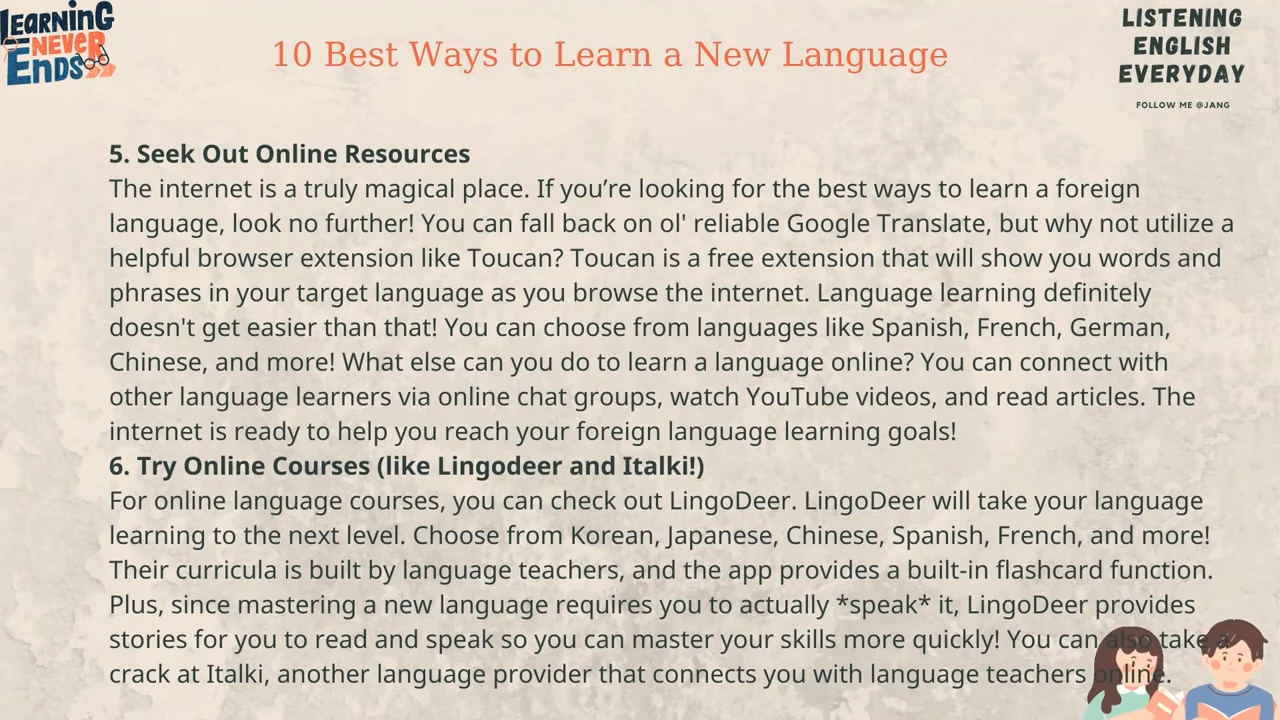 LEARNING
NEVER
ENDS
10 Best Ways to Learn a New Language
LISTENING
ENGLISH
EVERYDAY
FOLLOW ME @JANG
5. Seek Out Online Resources
The internet is a truly magical place. If you’re looking for the best ways to learn a foreign
language, look no further! You can fall back on ol' reliable Google Translate, but why not utilize a
helpful browser extension like Toucan? Toucan is a free extension that will show you words and
phrases in your target language as you browse the internet. Language learning definitely
doesn't get easier than that! You can choose from languages like Spanish, French, German,
Chinese, and more! What else can you do to learn a language online? You can connect with
other language learners via online chat groups, watch YouTube videos, and read articles. The
internet is ready to help you reach your foreign language learning goals!
6. Try Online Courses (like Lingodeer and Italki!)
For online language courses, you can check out LingoDeer. LingoDeer will take your language
learning to the next level. Choose from Korean, Japanese, Chinese, Spanish, French, and more!
Their curricula is built by language teachers, and the app provides a built-in flashcard function.
Plus, since mastering a new language requires you to actually *speak* it, LingoDeer provides
stories for you to read and speak so you can master your skills more quickly! You can also take a
crack at Italki, another language provider that connects you with language teachers online.